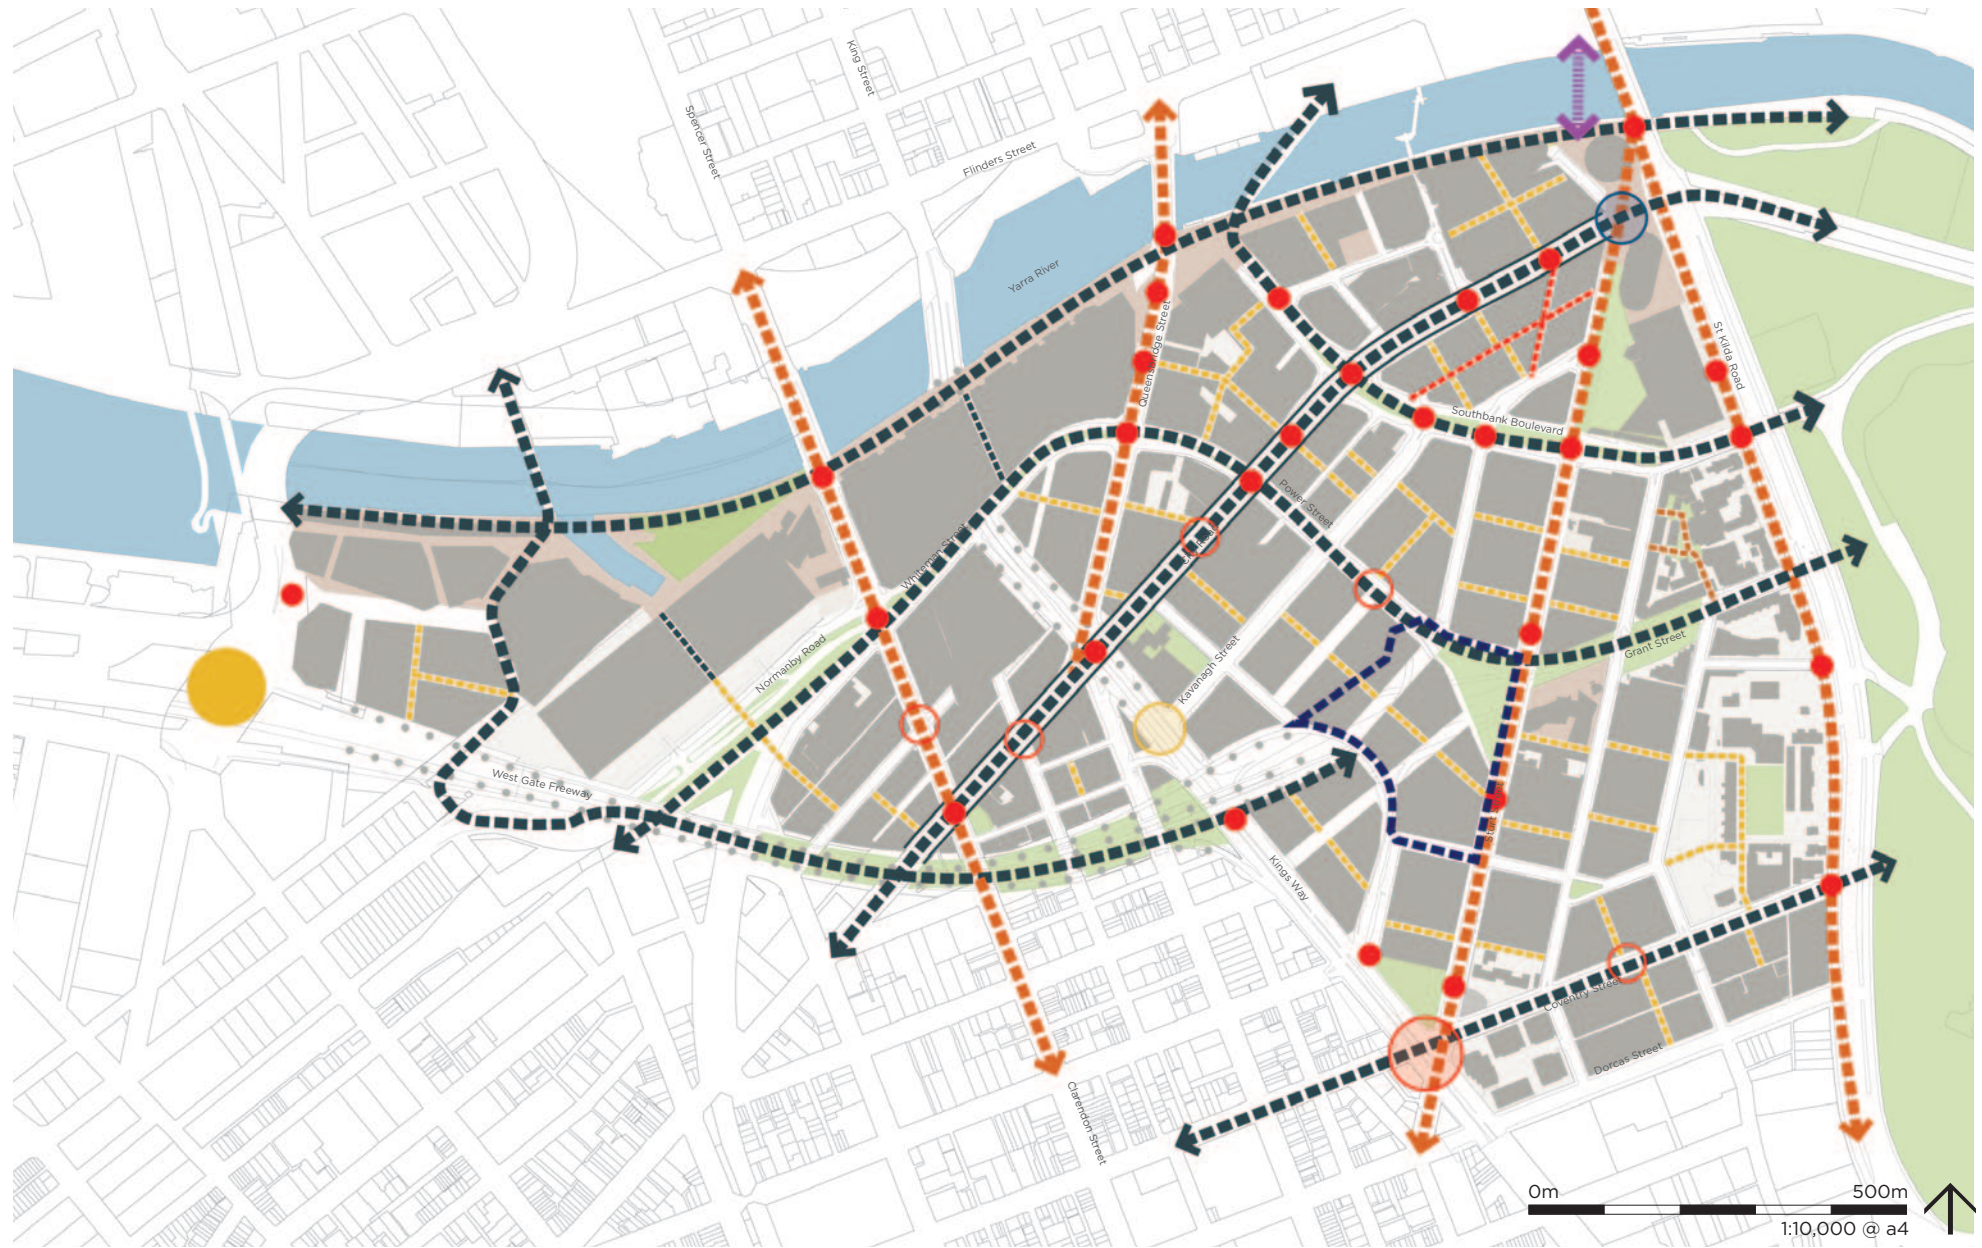 King Street
Spencer Street
Flinders Street
Yarra River
Queensbridge Street
St Kilda Road
Southbank Boulevard
Power Street
Whiteman Street
Normanby Road
Kavanagh Street
Grant Street
West Gate Freeway
Kings Way
Coventry Street
Dorcas Street
Clarendon Street
0m 500m
1:10,000 @ a4